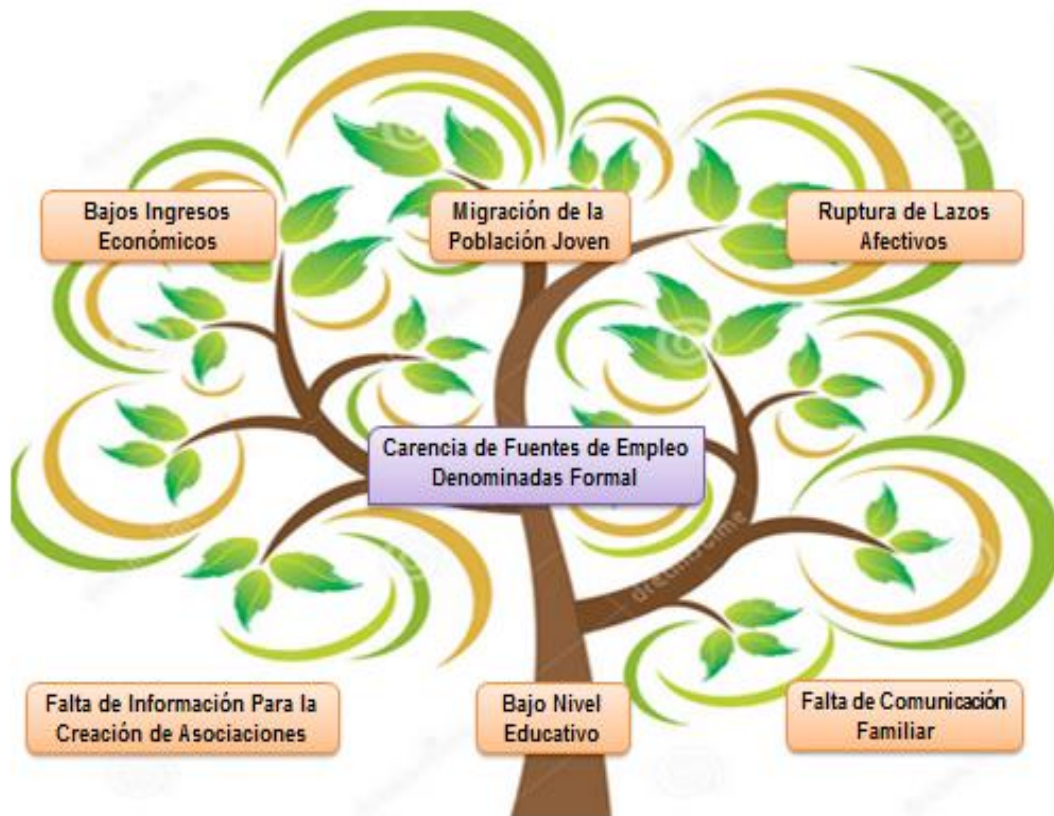 Bajos Ingresos
Económicos
Migración de la
Población Joven
Ruptura de Lazos
Afectivos
Carencia de Fuentes de Empleo
Denominadas Formal
Falta de Información Para la
Creación de Asociaciones
Bajo Nivel
Educativo
Falta de Comunicación
Familiar